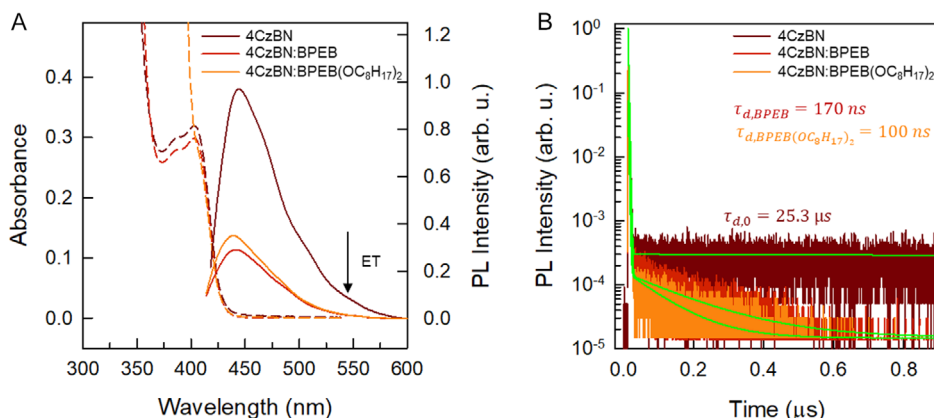 A
Absorbance
0.4
0.3
0.2
0.1
0.0
300 350 400 450 500 550 600
Wavelength (nm)
4CzBN
4CzBN:BPEB
4CzBN:BPEB(OC₈H₁₇)₂
ET
1.2
1.0
0.8
0.6
0.4
0.2
0.0
PL Intensity (arb. u.)
B
PL Intensity (arb. u.)
10⁰
10⁻¹
10⁻²
10⁻³
10⁻⁴
10⁻⁵
0.0 0.2 0.4 0.6 0.8
Time (µs)
4CzBN
4CzBN:BPEB
4CzBN:BPEB(OC₈H₁₇)₂
τd,BPEB = 170 ns
τd,BPEB(OC₈H₁₇)₂ = 100 ns
τd,0 = 25.3 µs